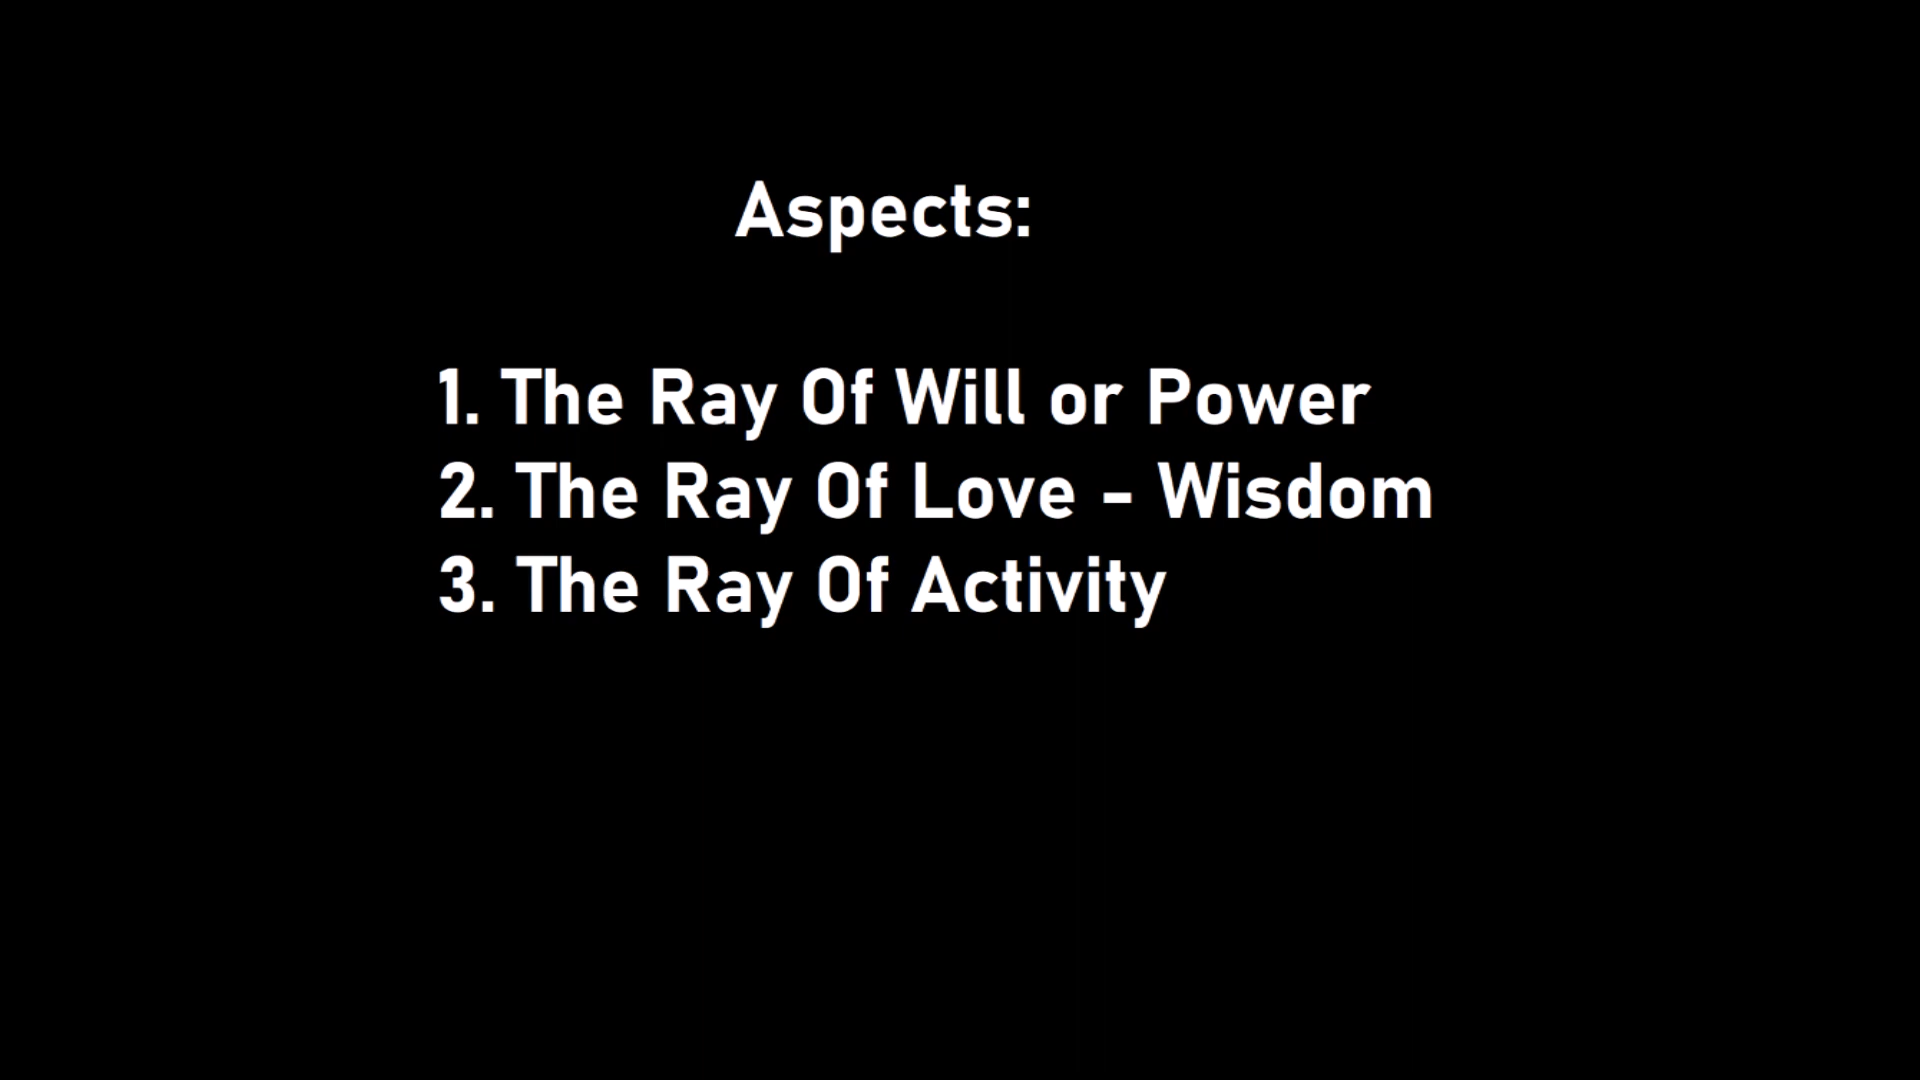 Aspects:
1. The Ray Of Will or Power
2. The Ray Of Love - Wisdom
3. The Ray Of Activity